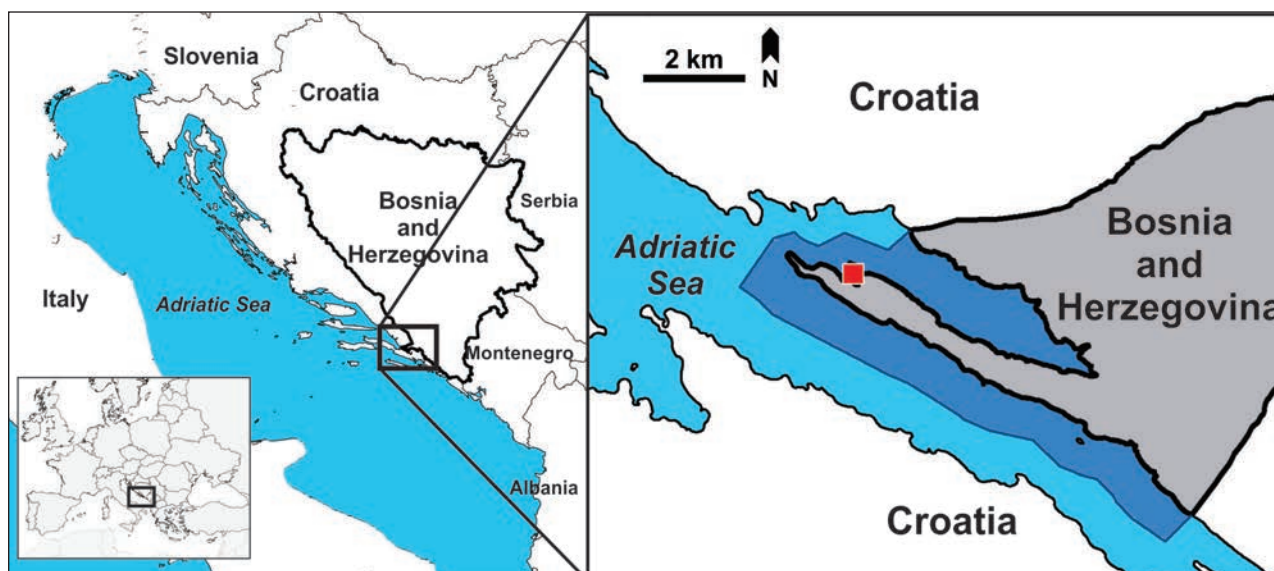 Slovenia
Croatia
Bosnia
and
Herzegovina
Serbia
Italy
Adriatic Sea
Montenegro
Albania
2 km
N
Croatia
Adriatic
Sea
Bosnia
and
Herzegovina
Croatia